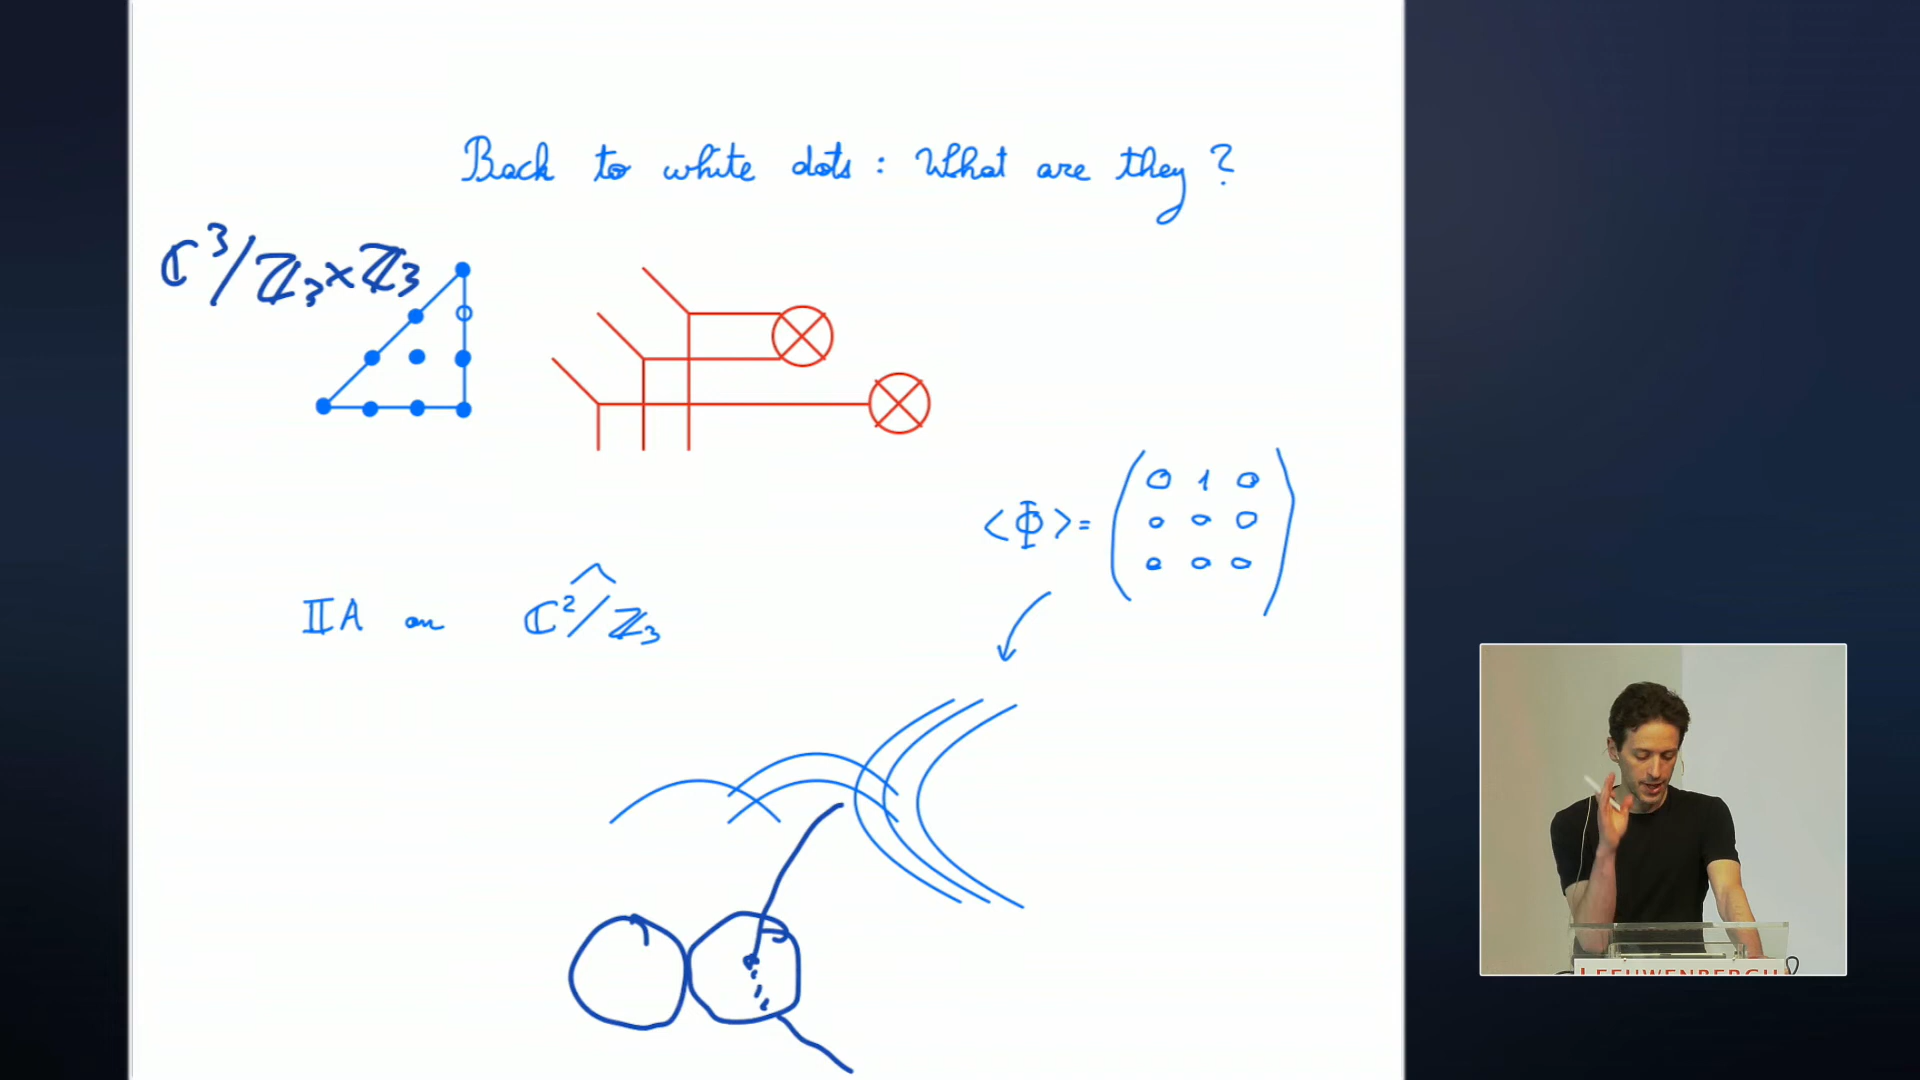 Back to white dots : What are they ?
ℂ³/ℤ₃×ℤ₃
<Φ> = ( 0 1 0
0 0 0
0 0 0 )
IIA on ℂ²/ℤ₃
LEEUWENBERGH